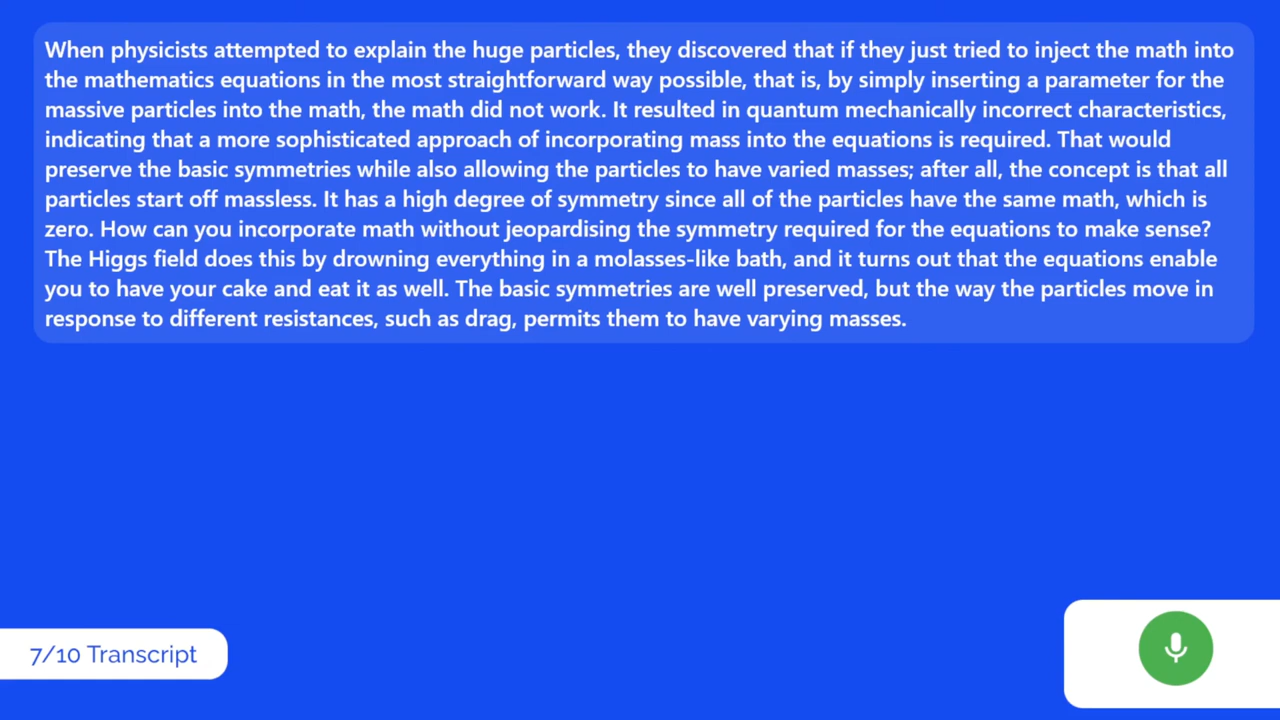 When physicists attempted to explain the huge particles, they discovered that if they just tried to inject the math into
the mathematics equations in the most straightforward way possible, that is, by simply inserting a parameter for the
massive particles into the math, the math did not work. It resulted in quantum mechanically incorrect characteristics,
indicating that a more sophisticated approach of incorporating mass into the equations is required. That would
preserve the basic symmetries while also allowing the particles to have varied masses; after all, the concept is that all
particles start off massless. It has a high degree of symmetry since all of the particles have the same math, which is
zero. How can you incorporate math without jeopardising the symmetry required for the equations to make sense?
The Higgs field does this by drowning everything in a molasses-like bath, and it turns out that the equations enable
you to have your cake and eat it as well. The basic symmetries are well preserved, but the way the particles move in
response to different resistances, such as drag, permits them to have varying masses.
7/10 Transcript